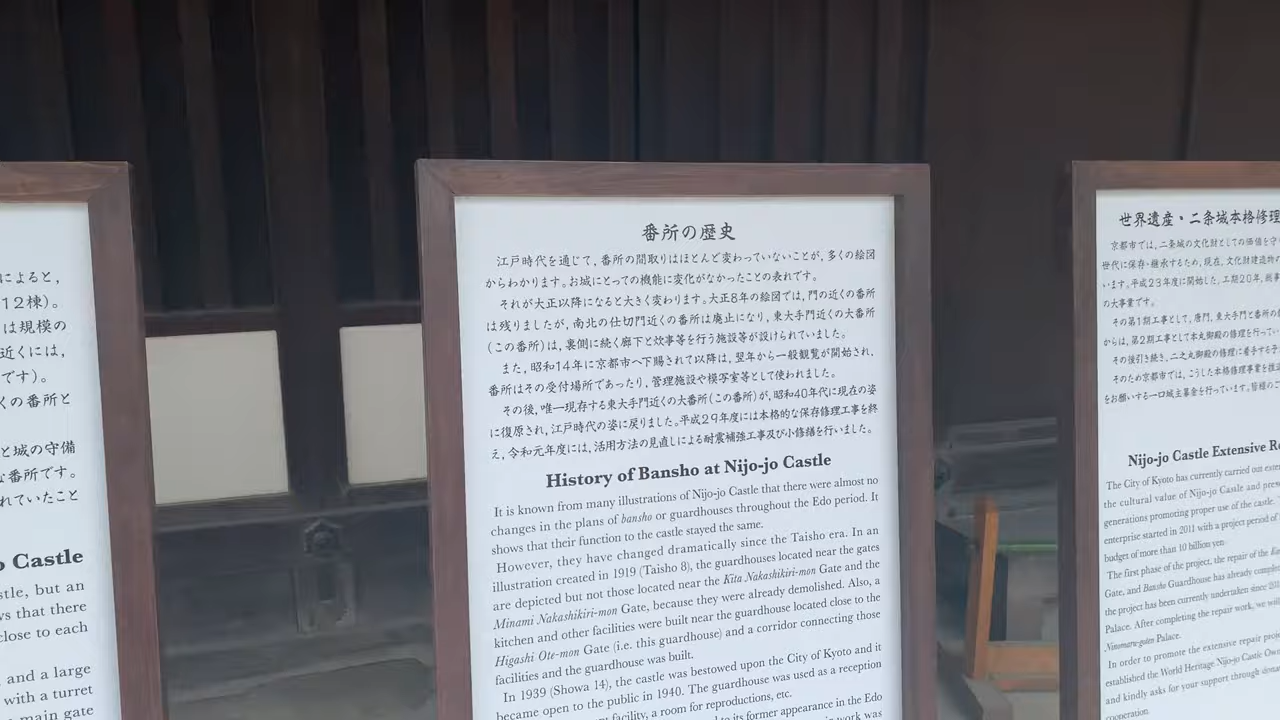 によると,
12棟)。
は規模の
近くには,
です)。
くの番所と
と城の守備
な番所です。
れていたこと
o Castle
stle, but an
ws that there
close to each
, and a large
with a turret
main gate
番所の歴史
江戸時代を通じて, 番所の間取りはほとんど変わっていないことが, 多くの絵図
からわかります。お城にとっての機能に変化がなかったことの表れです。
それが大正以降になると大きく変わります。大正8年の絵図では, 門の近くの番所
は残りましたが, 南北の仕切門近くの番所は廃止になり, 東大手門近くの大番所
(この番所)は, 裏側に続く廊下と炊事等を行う施設等が設けられていました。
また, 昭和14年に京都市へ下賜されて以降は, 翌年から一般観覧が開始され,
番所はその受付場所であったり, 管理施設や模写室等として使われました。
その後, 唯一現存する東大手門近くの大番所(この番所)が, 昭和40年代に現在の姿
に復原され, 江戸時代の姿に戻りました。平成29年度には本格的な保存修理工事を終
え, 令和元年度には, 活用方法の見直しによる耐震補強工事及び小修繕を行いました。
History of Bansho at Nijo-jo Castle
It is known from many illustrations of Nijo-jo Castle that there were almost no
changes in the plans of bansho or guardhouses throughout the Edo period. It
shows that their function to the castle stayed the same.
However, they have changed dramatically since the Taisho era. In an
illustration created in 1919 (Taisho 8), the guardhouses located near the gates
are depicted but not those located near the Kita Nakashikiri-mon Gate and the
Minami Nakashikiri-mon Gate, because they were already demolished. Also, a
kitchen and other facilities were built near the guardhouse located close to the
Higashi Ote-mon Gate (i.e. this guardhouse) and a corridor connecting those
facilities and the guardhouse was built.
In 1939 (Showa 14), the castle was bestowed upon the City of Kyoto and it
became open to the public in 1940. The guardhouse was used as a reception
facility, a room for reproductions, etc.
to its former appearance in the Edo
work was
世界遺産・二条城本格修理
京都市では, 二条城の文化財としての価値を守
世代に保存・継承するため, 現在, 文化財建造物の
います。平成23年度に開始した, 工期20年, 総事
の大事業です。
その第1期工事として, 唐門, 東大手門と番所の
からは, 第2期工事として本丸御殿の修理を行ってい
その後引き続き, 二之丸御殿の修理に着手する予
そのため京都市では, こうした本格修理事業を推進
をお願いする一口城主募金を行っています。皆様のご
Nijo-jo Castle Extensive Re
The City of Kyoto has currently carried out exten
the cultural value of Nijo-jo Castle and prese
generations promoting proper use of the castle.
enterprise started in 2011 with a project period of
budget of more than 10 billion yen.
The first phase of the project, the repair of the
Gate, and Bansho Guardhouse has already complete
the project has been currently undertaken since 201
Palace. After completing the repair work, we will
Ninomaru-goten Palace.
In order to promote the extensive repair proj
established the World Heritage Nijo-jo Castle Own
and kindly asks for your support through dona
cooperation.